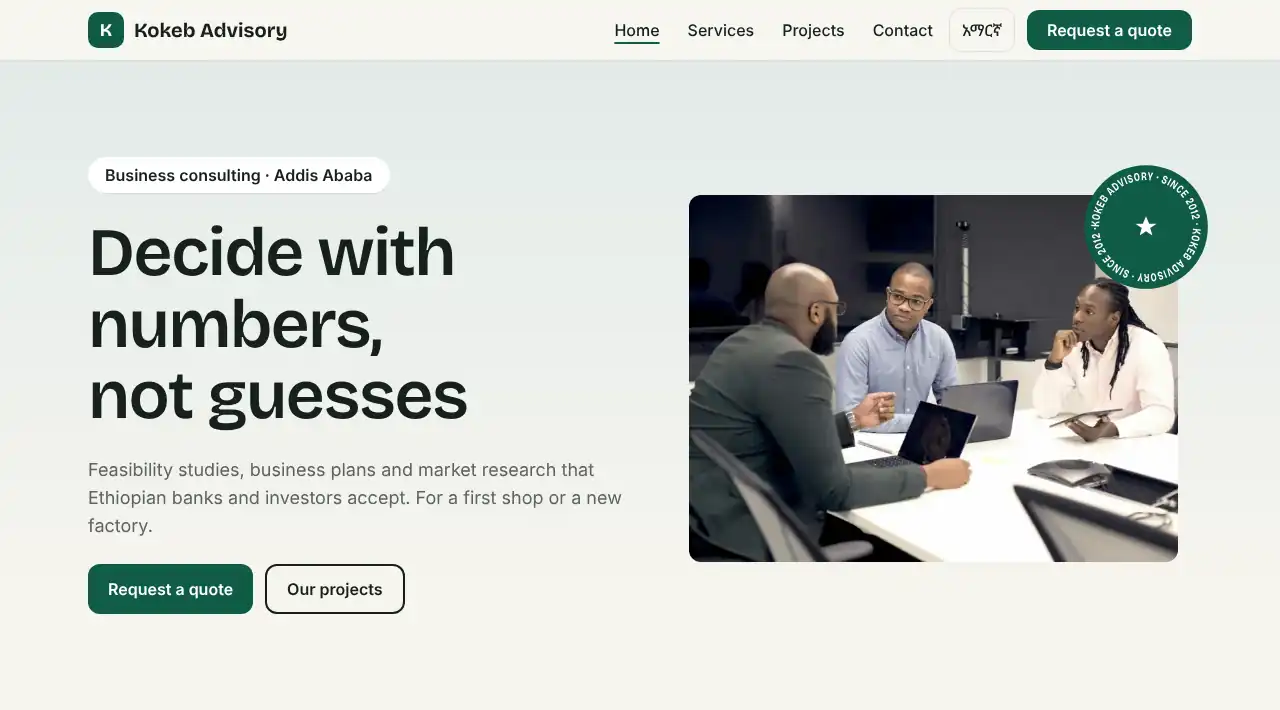 K
Kokeb Advisory
Home
Services
Projects
Contact
አማርኛ
Request a quote
Business consulting · Addis Ababa
Decide with
numbers,
not guesses
KOKEB ADVISORY · SINCE 2012 · KOKEB ADVISORY · SINCE 2012 ·
Feasibility studies, business plans and market research that
Ethiopian banks and investors accept. For a first shop or a new
factory.
Request a quote
Our projects